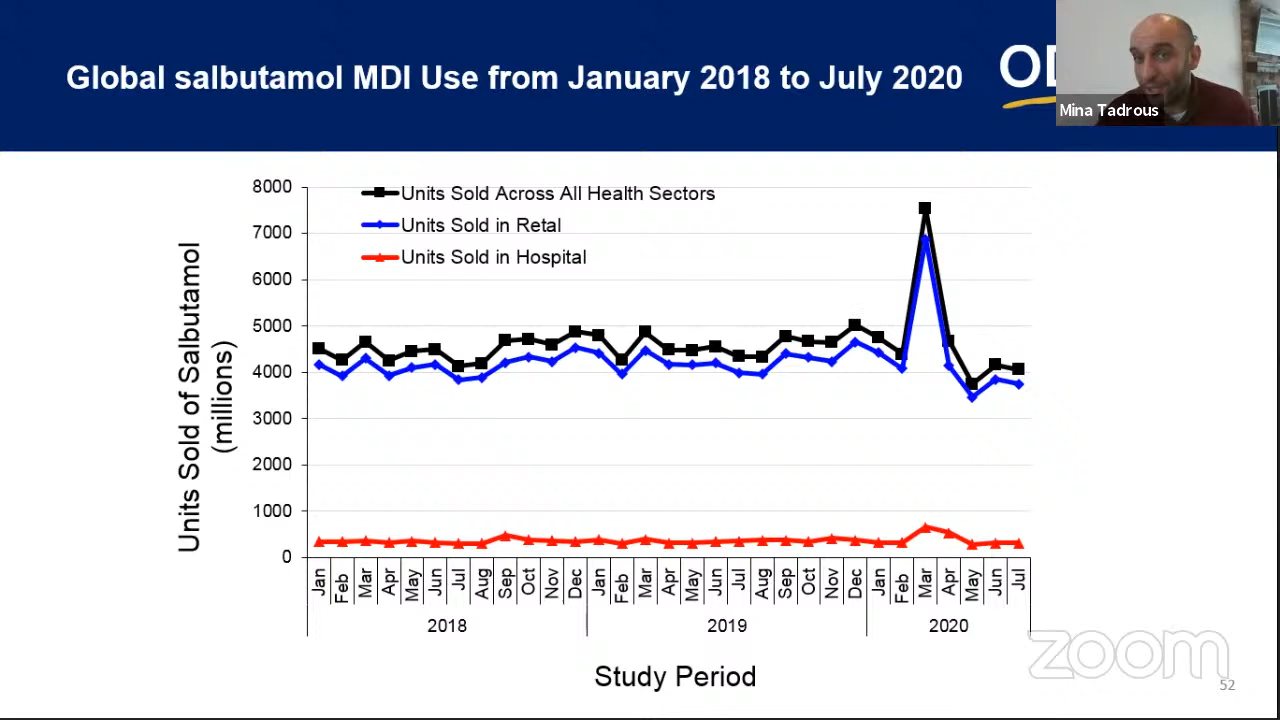 Global salbutamol MDI Use from January 2018 to July 2020
Mina Tadrous
8000
7000
6000
5000
4000
3000
2000
1000
0
Units Sold of Salbutamol
(millions)
Units Sold Across All Health Sectors
Units Sold in Retal
Units Sold in Hospital
Jan Feb Mar Apr May Jun Jul Aug Sep Oct Nov Dec Jan Feb Mar Apr May Jun Jul Aug Sep Oct Nov Dec Jan Feb Mar Apr May Jun Jul
2018 2019 2020
Study Period
zoom
52